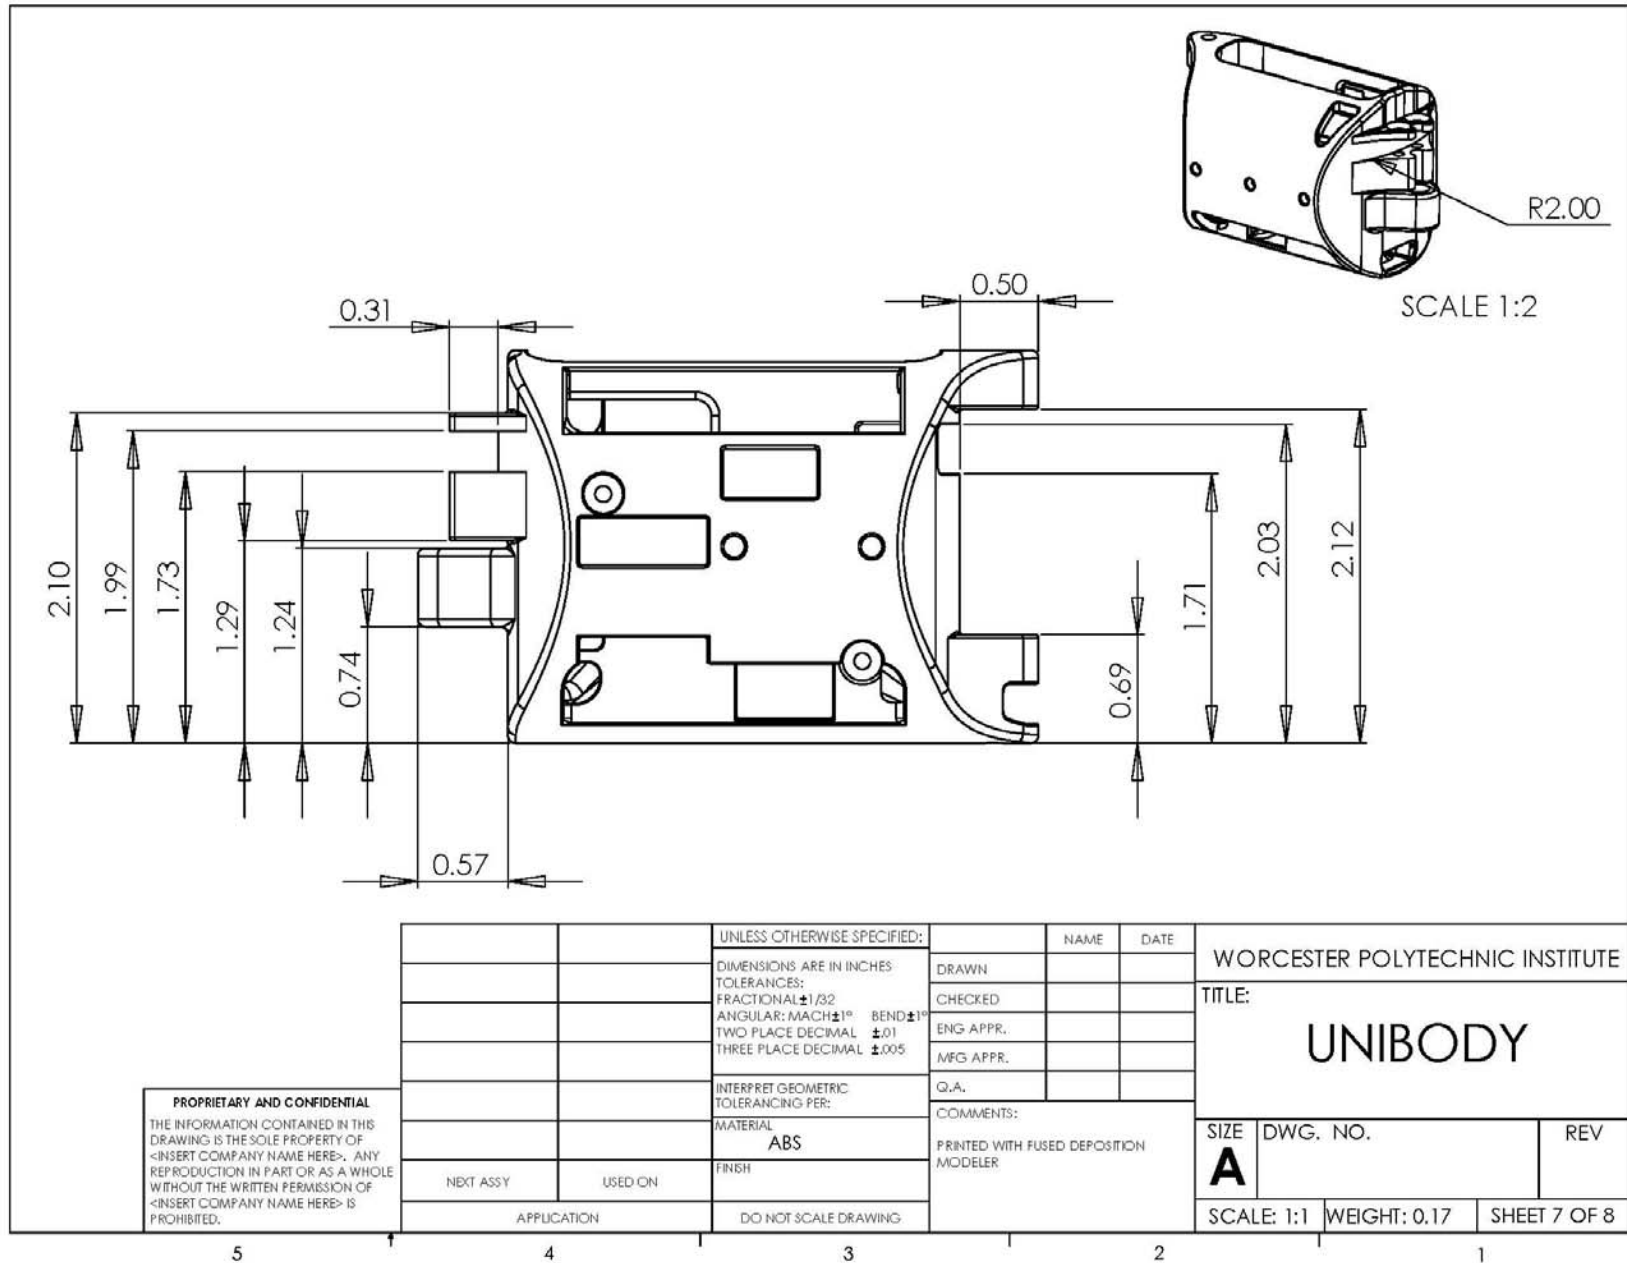 R2.00
SCALE 1:2
0.31
0.50
2.10
1.99
1.73
1.29
1.24
0.74
0.57
0.69
1.71
2.03
2.12
UNLESS OTHERWISE SPECIFIED:
DIMENSIONS ARE IN INCHES
TOLERANCES:
FRACTIONAL±1/32
ANGULAR: MACH±1° BEND±1°
TWO PLACE DECIMAL ±.01
THREE PLACE DECIMAL ±.005
INTERPRET GEOMETRIC
TOLERANCING PER:
MATERIAL
ABS
FINISH
DO NOT SCALE DRAWING
NAME DATE
DRAWN
CHECKED
ENG APPR.
MFG APPR.
Q.A.
COMMENTS:
PRINTED WITH FUSED DEPOSITION
MODELER
WORCESTER POLYTECHNIC INSTITUTE
TITLE:
UNIBODY
SIZE DWG. NO. REV
A
SCALE: 1:1 WEIGHT: 0.17 SHEET 7 OF 8
PROPRIETARY AND CONFIDENTIAL
THE INFORMATION CONTAINED IN THIS
DRAWING IS THE SOLE PROPERTY OF
<INSERT COMPANY NAME HERE>. ANY
REPRODUCTION IN PART OR AS A WHOLE
WITHOUT THE WRITTEN PERMISSION OF
<INSERT COMPANY NAME HERE> IS
PROHIBITED.
NEXT ASSY USED ON
APPLICATION
5 4 3 2 1